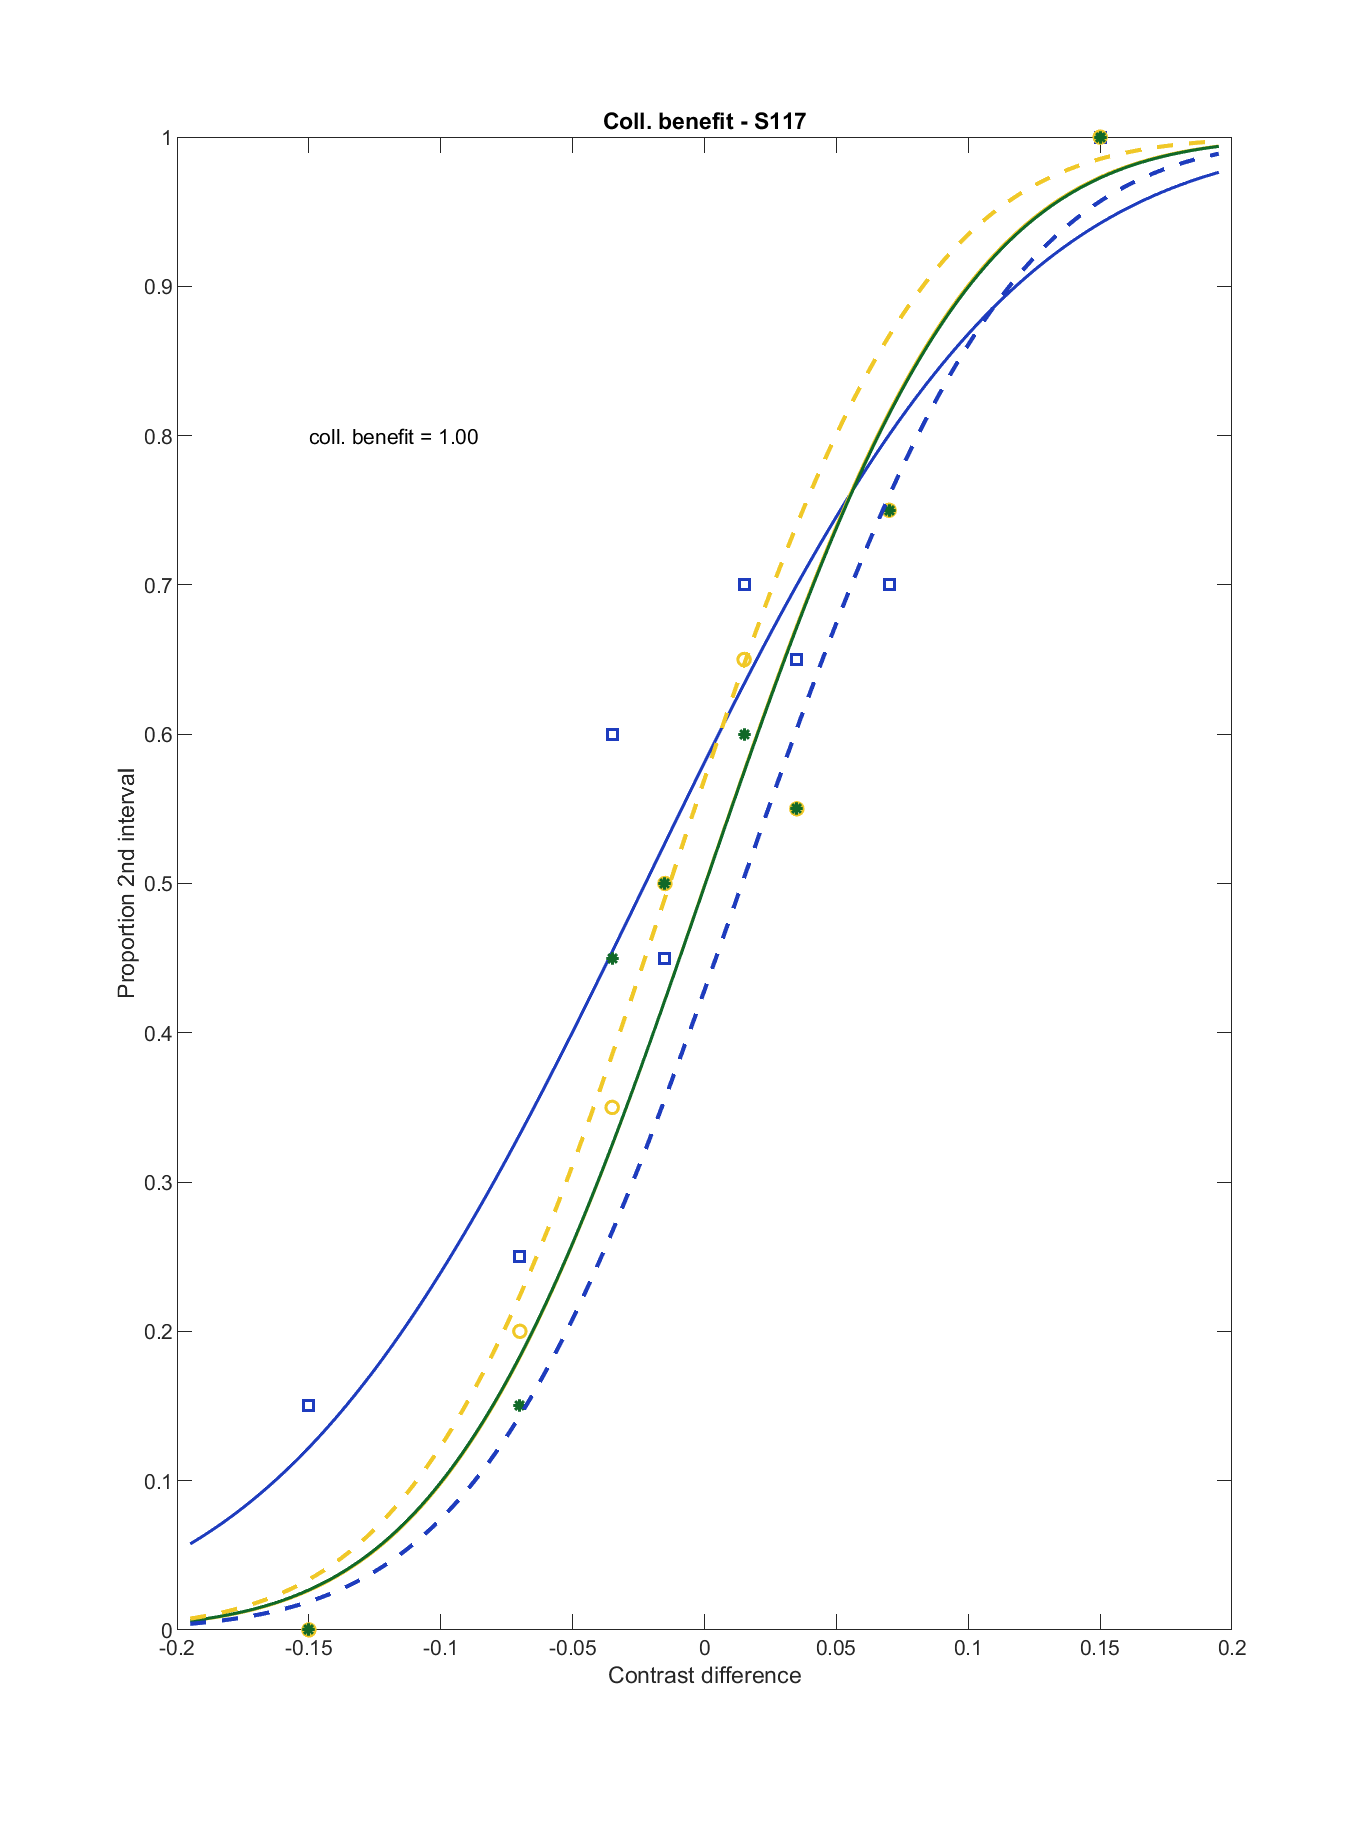 Coll. benefit - S117
1
0.9
0.8
coll. benefit = 1.00
0.7
0.6
0.5
0.4
0.3
0.2
0.1
0
Proportion 2nd interval
-0.2 -0.15 -0.1 -0.05 0 0.05 0.1 0.15 0.2
Contrast difference